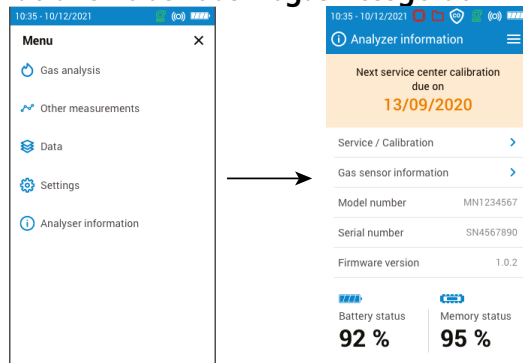 10:35 - 10/12/2021
Menu
Gas analysis
Other measurements
Data
Settings
Analyser information
10:35 - 10/12/2021
CO
Analyzer information
Next service center calibration
due on
13/09/2020
Service / Calibration
Gas sensor information
Model number MN1234567
Serial number SN4567890
Firmware version 1.0.2
Battery status
92 %
Memory status
95 %